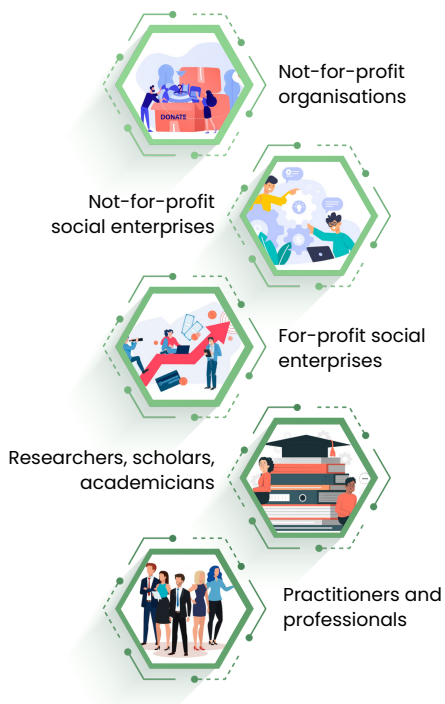 Not-for-profit
organisations
DONATE
Not-for-profit
social enterprises
For-profit social
enterprises
Researchers, scholars,
academicians
Practitioners and
professionals